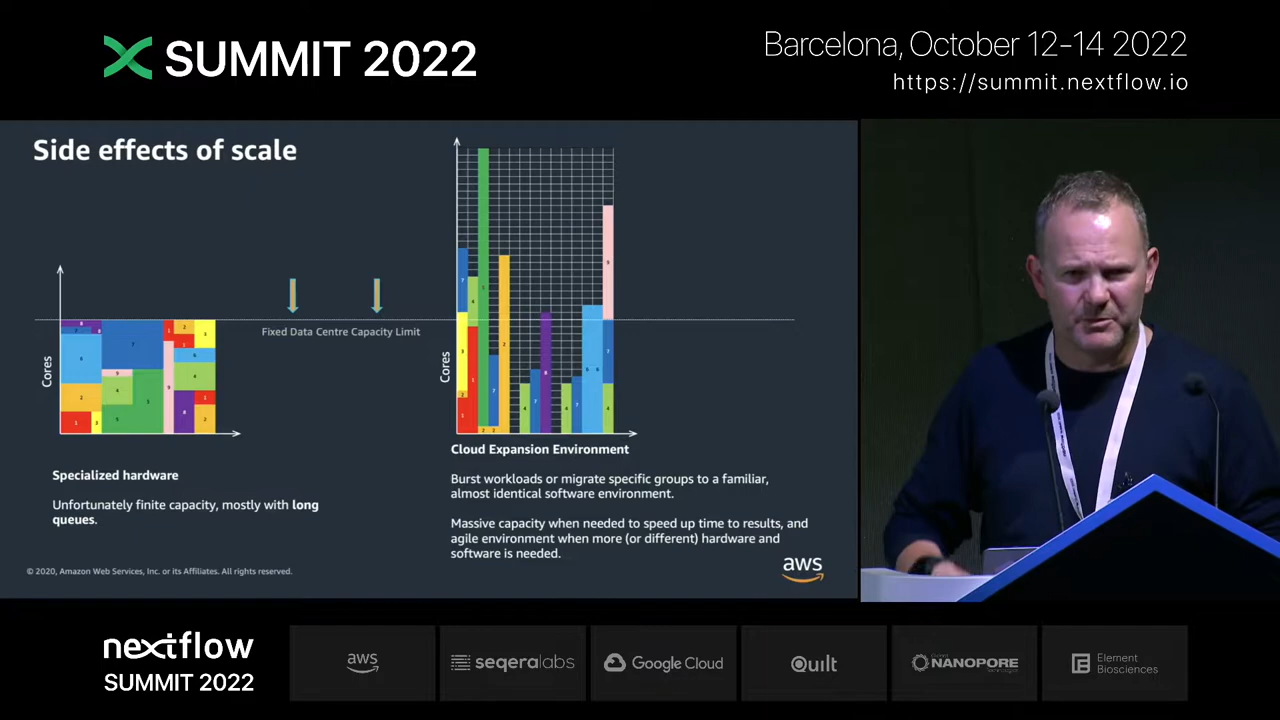 SUMMIT 2022
Barcelona, October 12-14 2022
https://summit.nextflow.io
Side effects of scale
Fixed Data Centre Capacity Limit
Cores
Cores
Specialized hardware
Unfortunately finite capacity, mostly with long
queues.
Cloud Expansion Environment
Burst workloads or migrate specific groups to a familiar,
almost identical software environment.
Massive capacity when needed to speed up time to results, and
agile environment when more (or different) hardware and
software is needed.
© 2020, Amazon Web Services, Inc. or its Affiliates. All rights reserved.
aws
nextflow
SUMMIT 2022
aws
seqeralabs
Google Cloud
Quilt
NANOPORE
Element
Biosciences